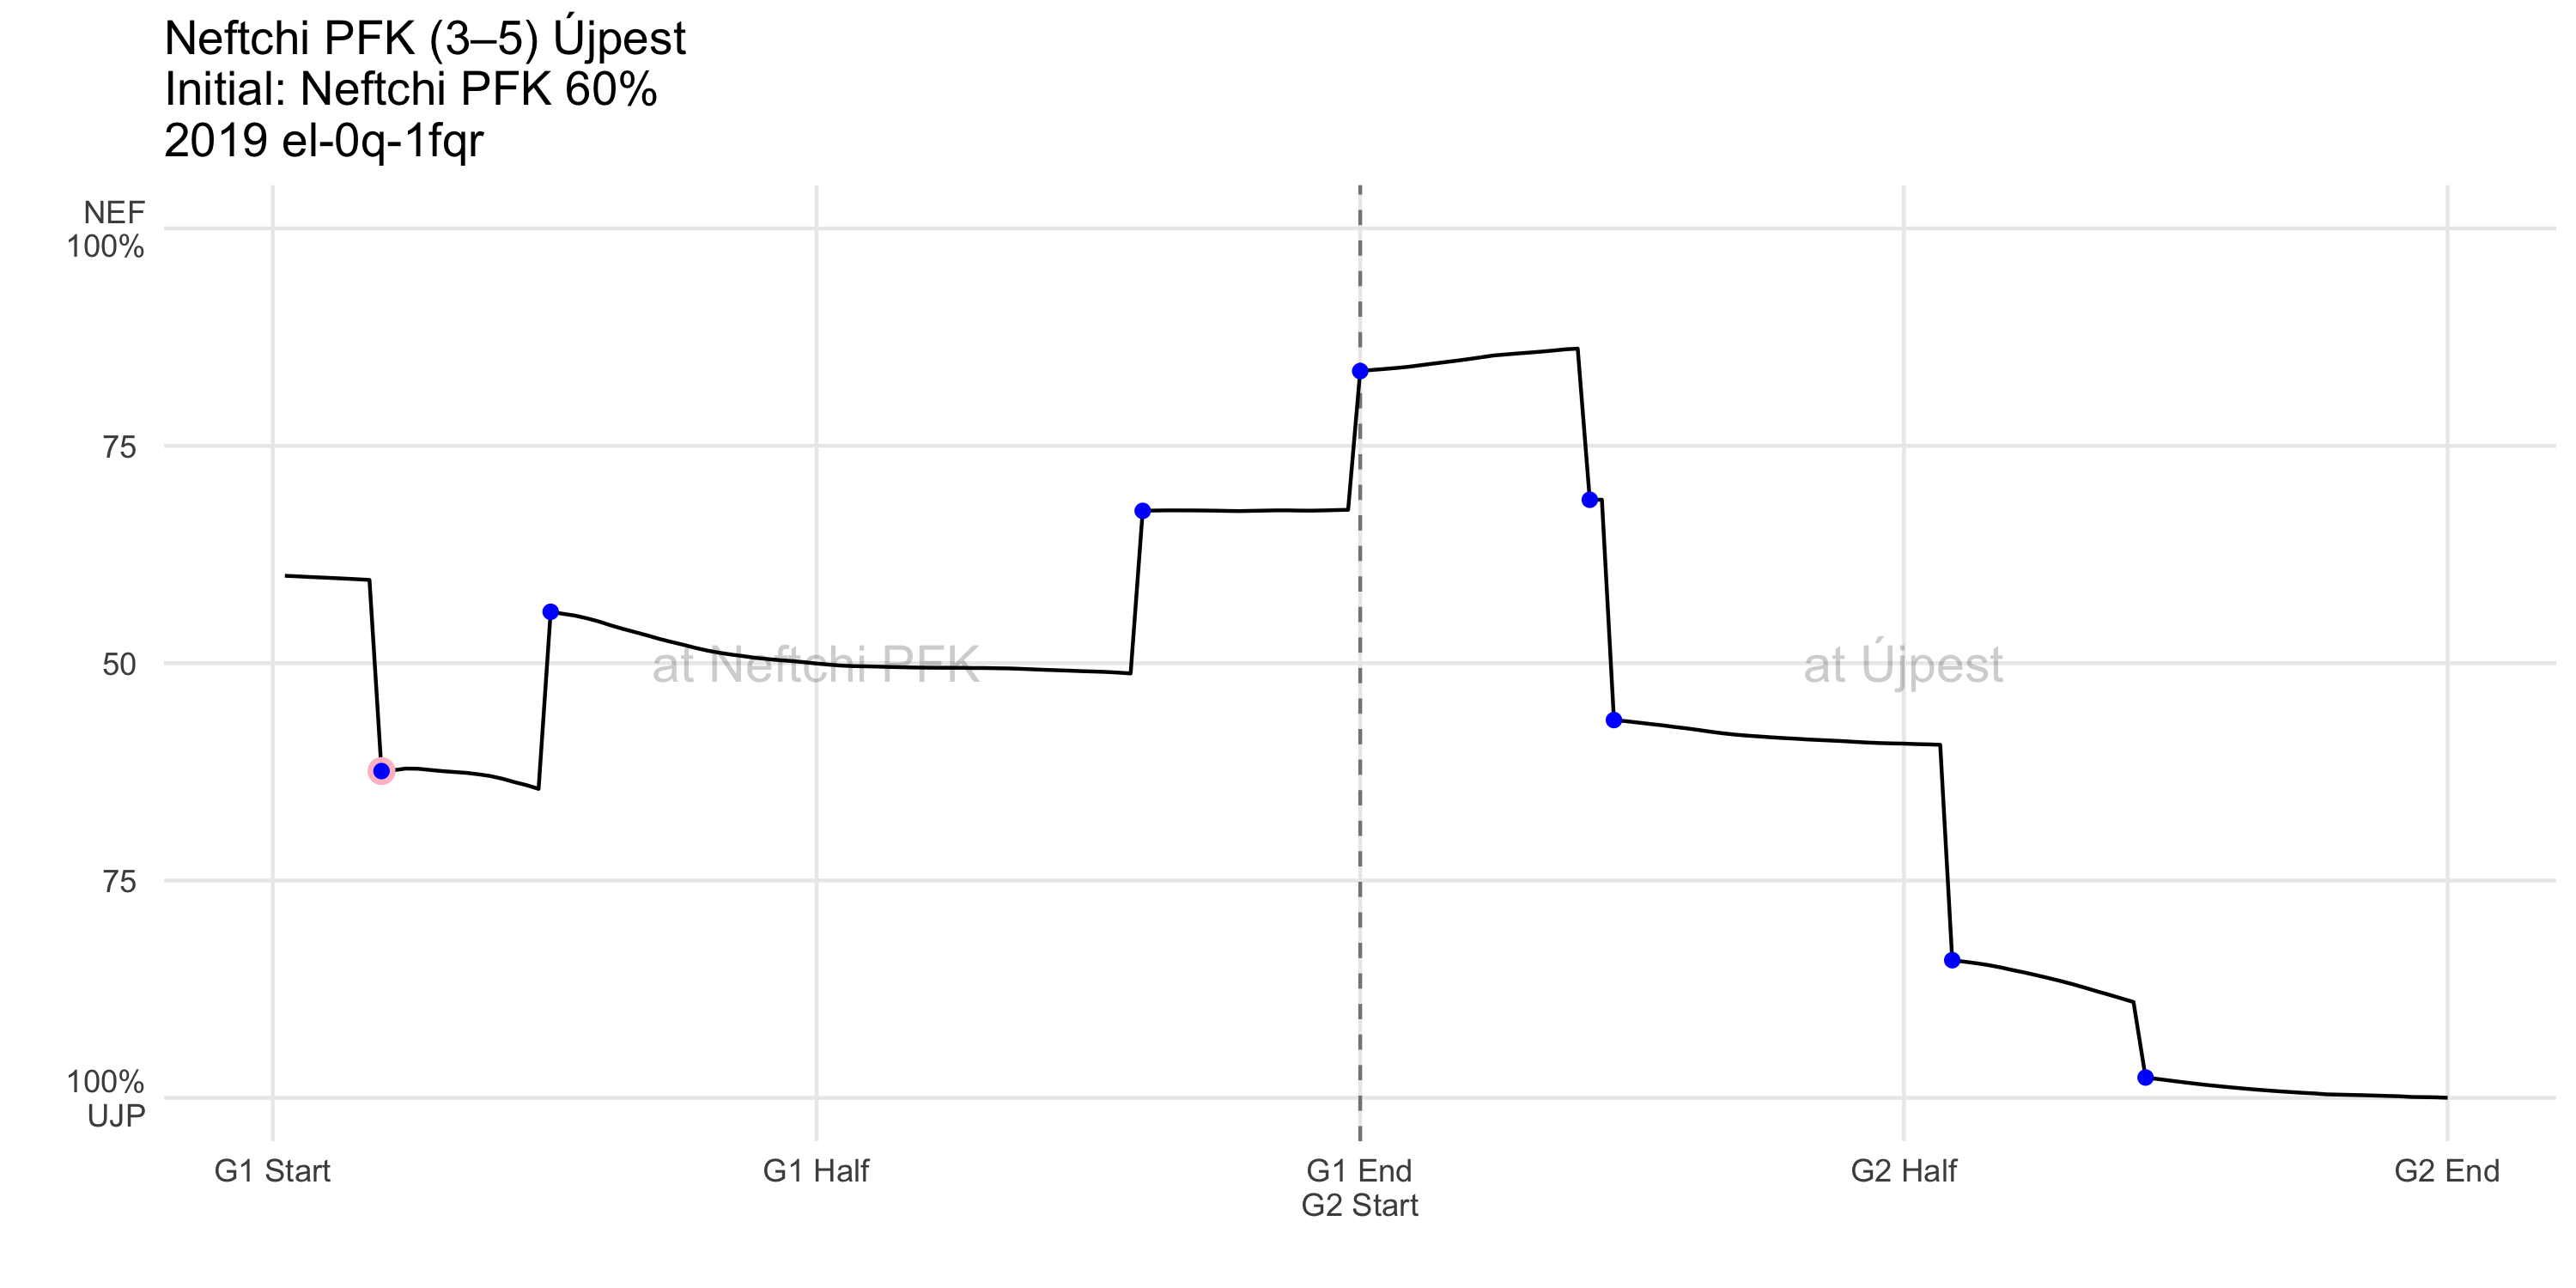 Neftchi PFK (3–5) Újpest
Initial: Neftchi PFK 60%
2019 el-0q-1fqr
NEF
100%
75
50
75
100%
UJP
at Neftchi PFK
at Újpest
G1 Start
G1 Half
G1 End
G2 Start
G2 Half
G2 End